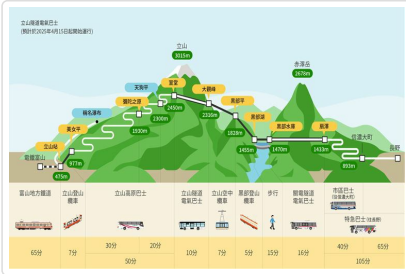 立山隧道電氣巴士
(預計於2025年4月15日起開始運行)
立山
3015m
赤澤岳
2678m
天狗平
室堂
大觀峰
彌陀之原
2450m
黑部平
稱名瀑布
2300m
2316m
黑部湖
美女平
1930m
1828m
黑部水壩
扇澤
立山站
977m
1455m
1470m
1433m
信濃大町
長野
電鐵富山
475m
立山隧道
電氣巴士
富山地方鐵道
立山登山
纜車
立山高原巴士
立山空中
纜車
黑部登山
纜車
步行
關電隧道
電氣巴士
市區巴士
特急巴士
65分
7分
30分
20分
50分
10分
7分
5分
15分
16分
40分
65分
105分